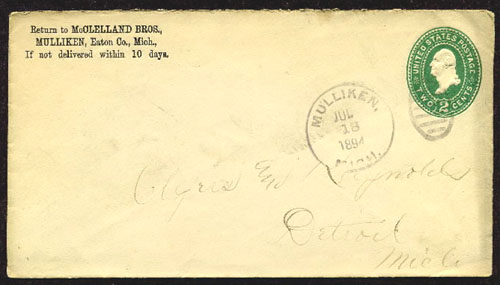 Return to McCLELLAND BROS.,
MULLIKEN, Eaton Co., Mich.,
If not delivered within 10 days.
UNITED STATES POSTAGE
TWO 2 CENTS
MULLIKEN,
JUL
18
1894
MICH.
Reynolds
Detroit
Mich